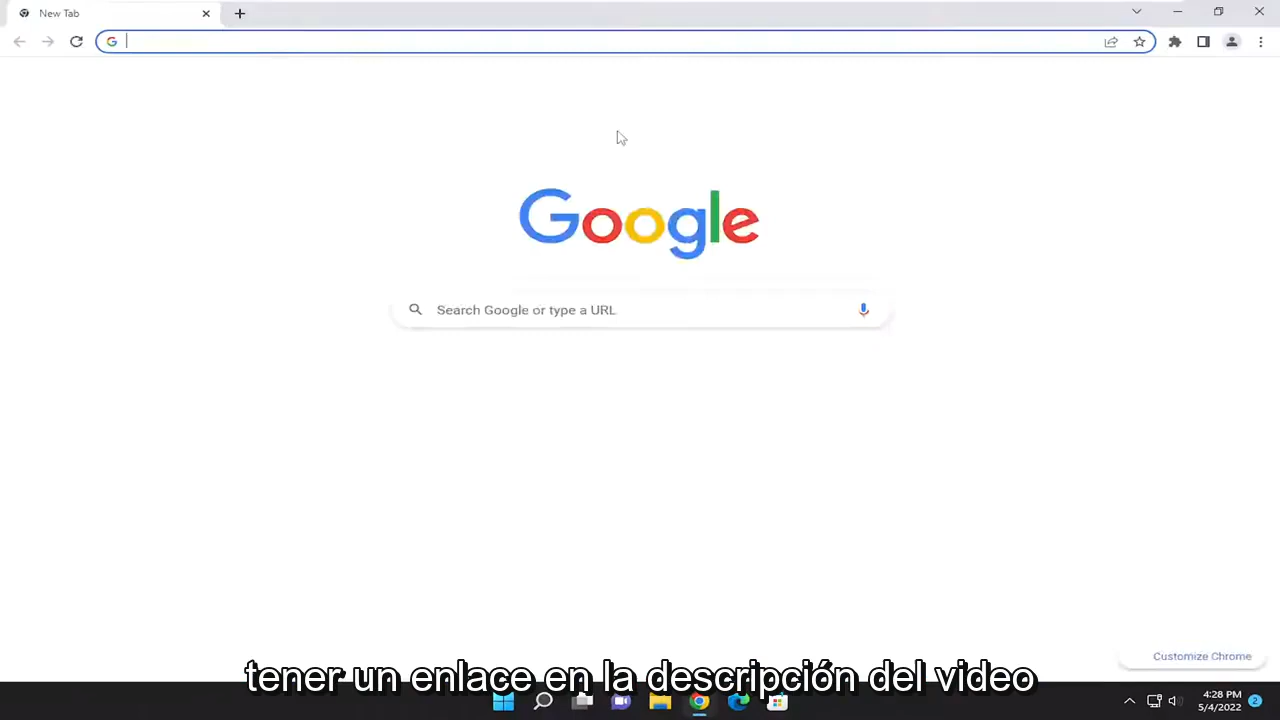 New Tab
Google
Search Google or type a URL
Customize Chrome
tener un enlace en la descripción del video
4:28 PM
5/4/2022
2